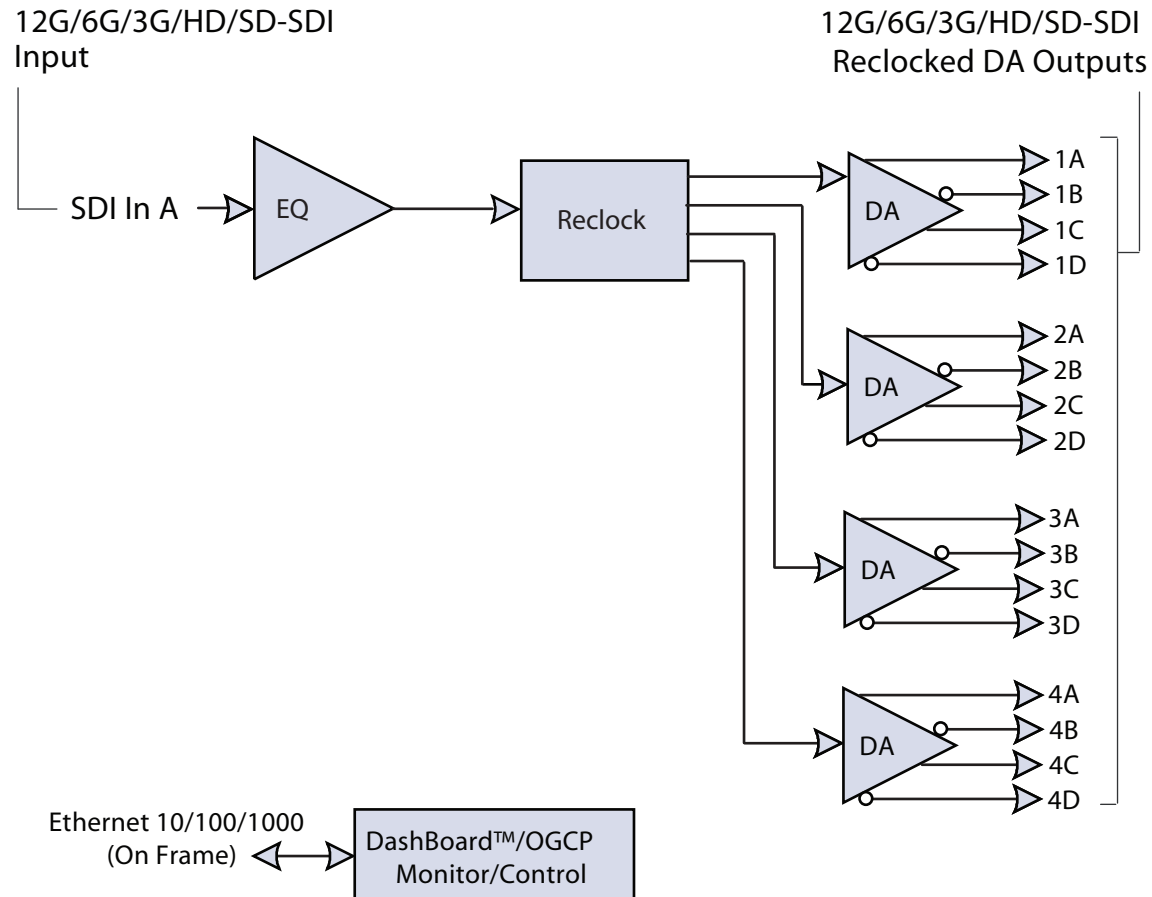 12G/6G/3G/HD/SD-SDI
Input
12G/6G/3G/HD/SD-SDI
Reclocked DA Outputs
SDI In A
EQ
Reclock
DA
1A
1B
1C
1D
DA
2A
2B
2C
2D
DA
3A
3B
3C
3D
DA
4A
4B
4C
4D
Ethernet 10/100/1000
(On Frame)
DashBoard™/OGCP
Monitor/Control